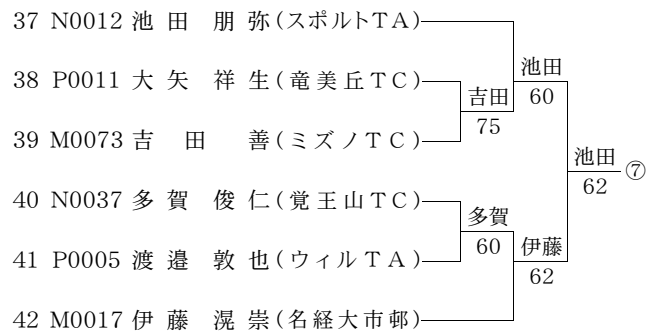 37 N0012 池田 朋弥(スポルトTA)
池田
38 P0011 大矢 祥生(竜美丘TC)
吉田
60
75
39 M0073 吉田 善(ミズノTC)
池田
62 ⑦
40 N0037 多賀 俊仁(覚王山TC)
多賀
60
伊藤
41 P0005 渡邉 敦也(ウィルTA)
62
42 M0017 伊藤 滉崇(名経大市邨)